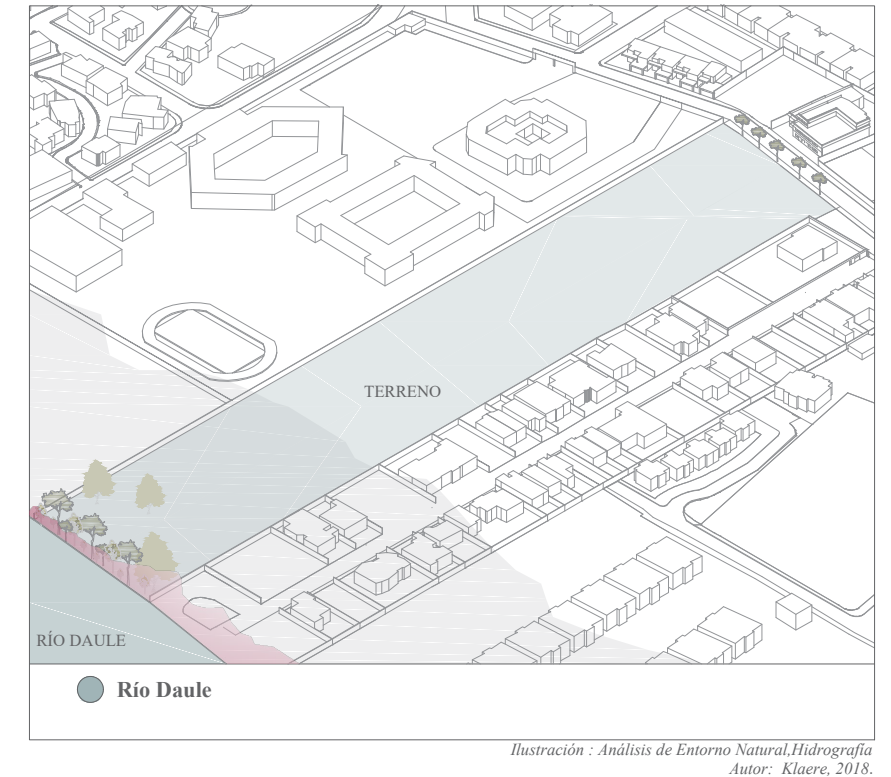 TERRENO
RÍO DAULE
Río Daule
Ilustración : Análisis de Entorno Natural,Hidrografía
Autor: Klaere, 2018.